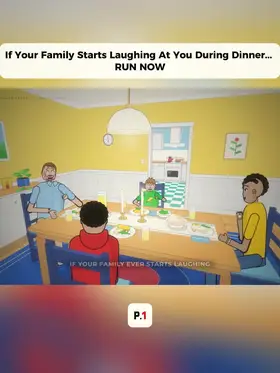 If Your Family Starts Laughing At You During Dinner...
RUN NOW
IF YOUR FAMILY EVER STARTS LAUGHING
P.1